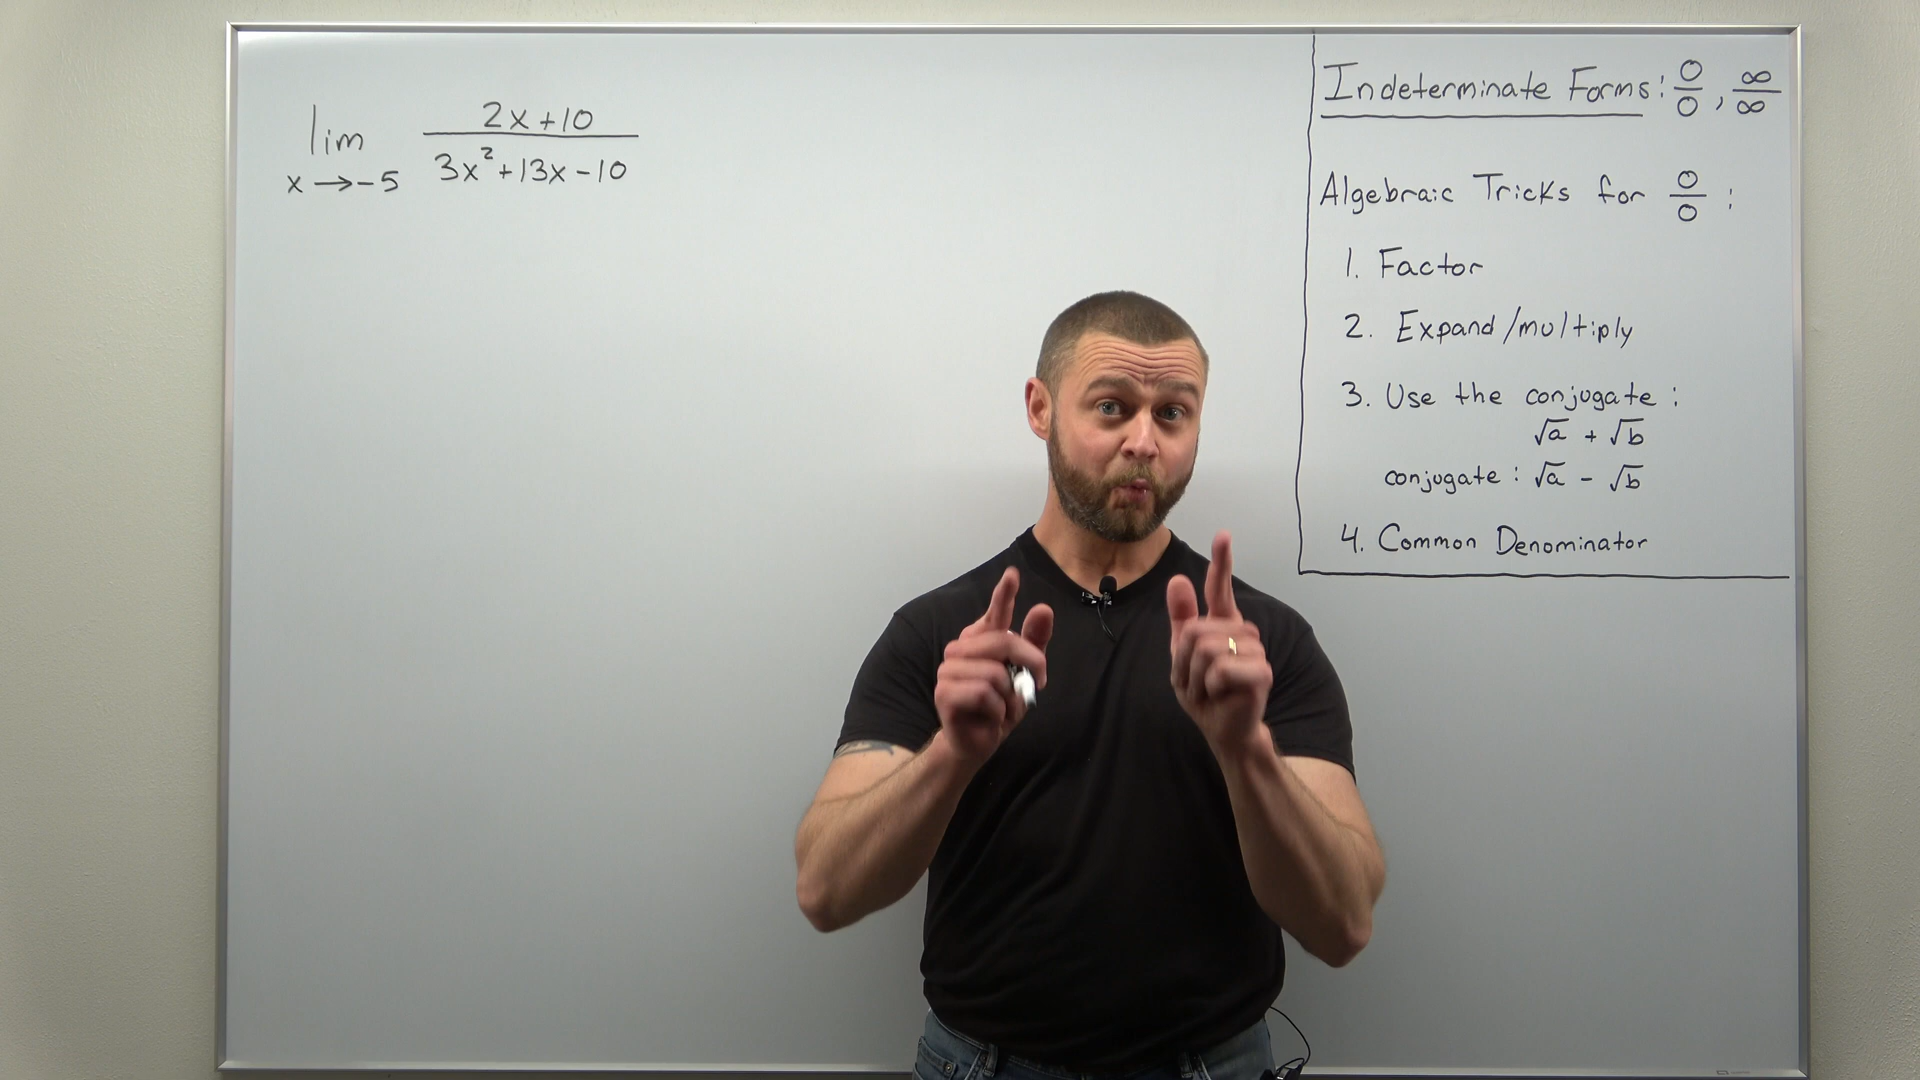 lim x→-5 (2x+10)/(3x²+13x-10)
Indeterminate Forms: 0/0, ∞/∞
Algebraic Tricks for 0/0:
1. Factor
2. Expand/multiply
3. Use the conjugate:
√a + √b
conjugate: √a - √b
4. Common Denominator